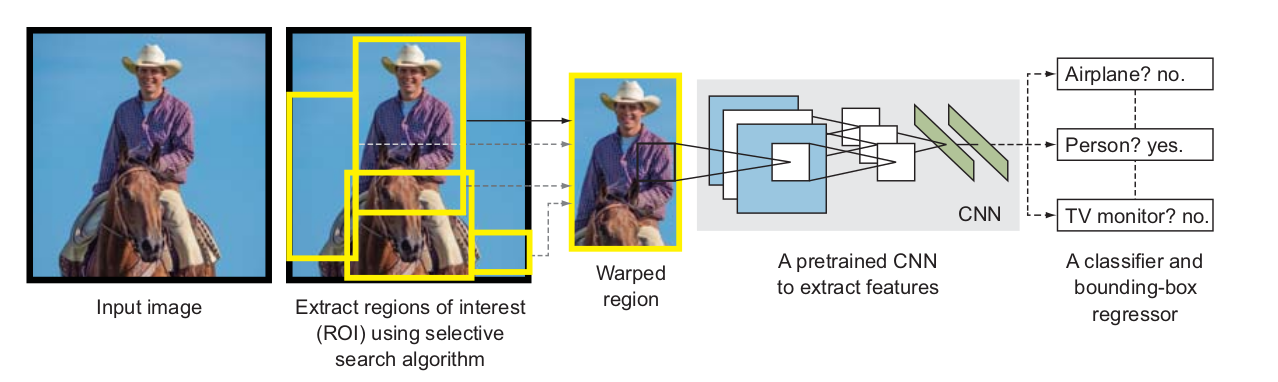 Input image
Extract regions of interest
(ROI) using selective
search algorithm
Warped
region
CNN
A pretrained CNN
to extract features
Airplane? no.
Person? yes.
TV monitor? no.
A classifier and
bounding-box
regressor